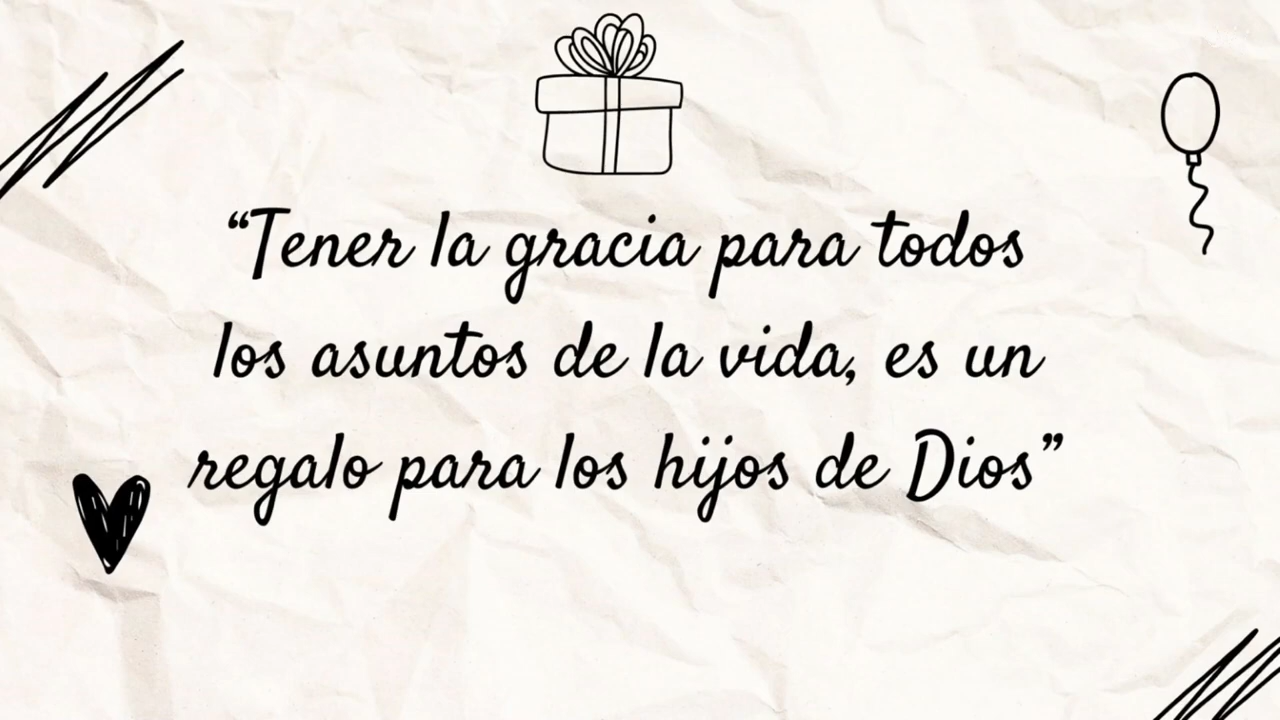 “Tener la gracia para todos
los asuntos de la vida, es un
regalo para los hijos de Dios”